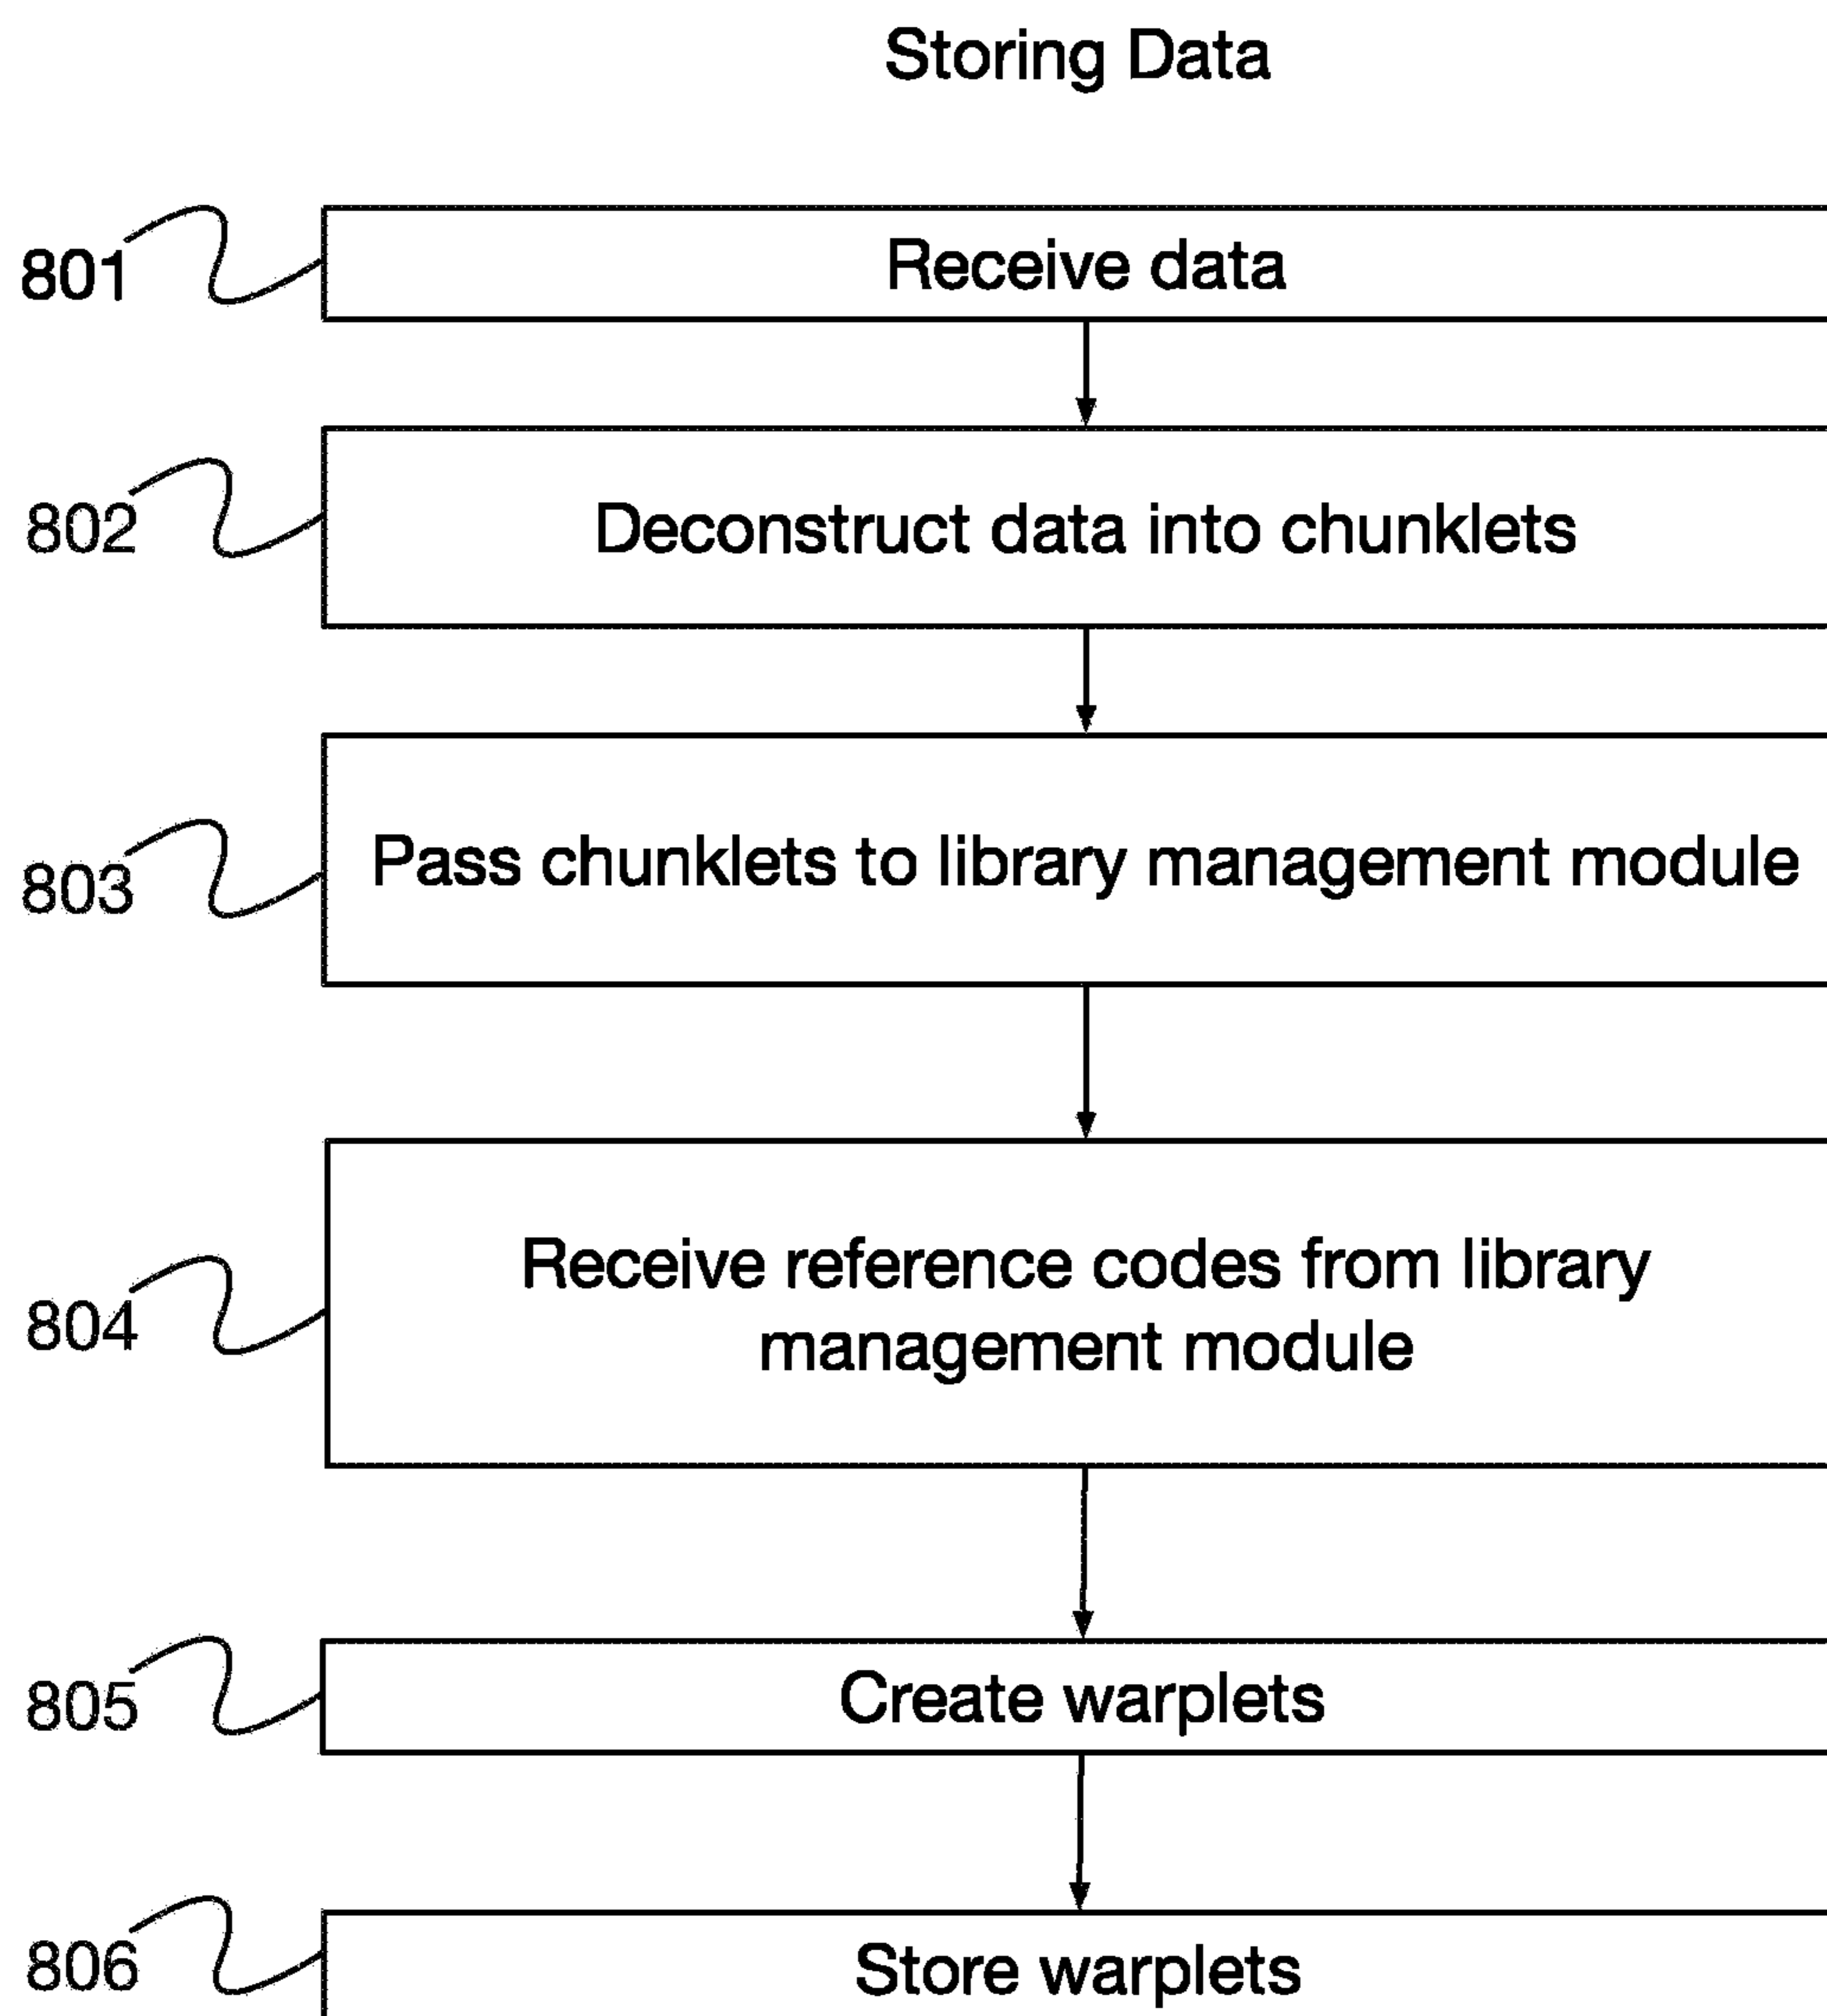 Storing Data
801
Receive data
802
Deconstruct data into chunklets
803
Pass chunklets to library management module
804
Receive reference codes from library
management module
805
Create warplets
806
Store warplets